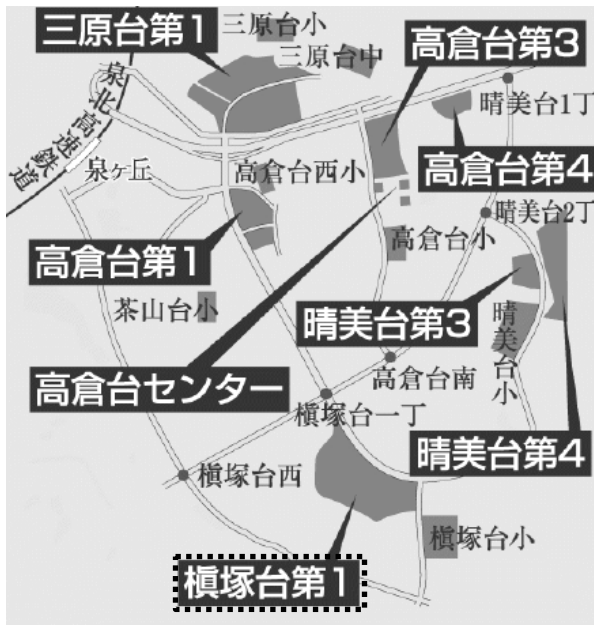 三原台第1
三原台小
三原台中
高倉台第3
泉北高速鉄道
晴美台1丁
泉ヶ丘
高倉台西小
高倉台第4
晴美台2丁
高倉台第1
高倉台小
茶山台小
晴美台第3
晴美台小
高倉台センター
高倉台南
槇塚台一丁
晴美台第4
槇塚台西
槇塚台小
槇塚台第1